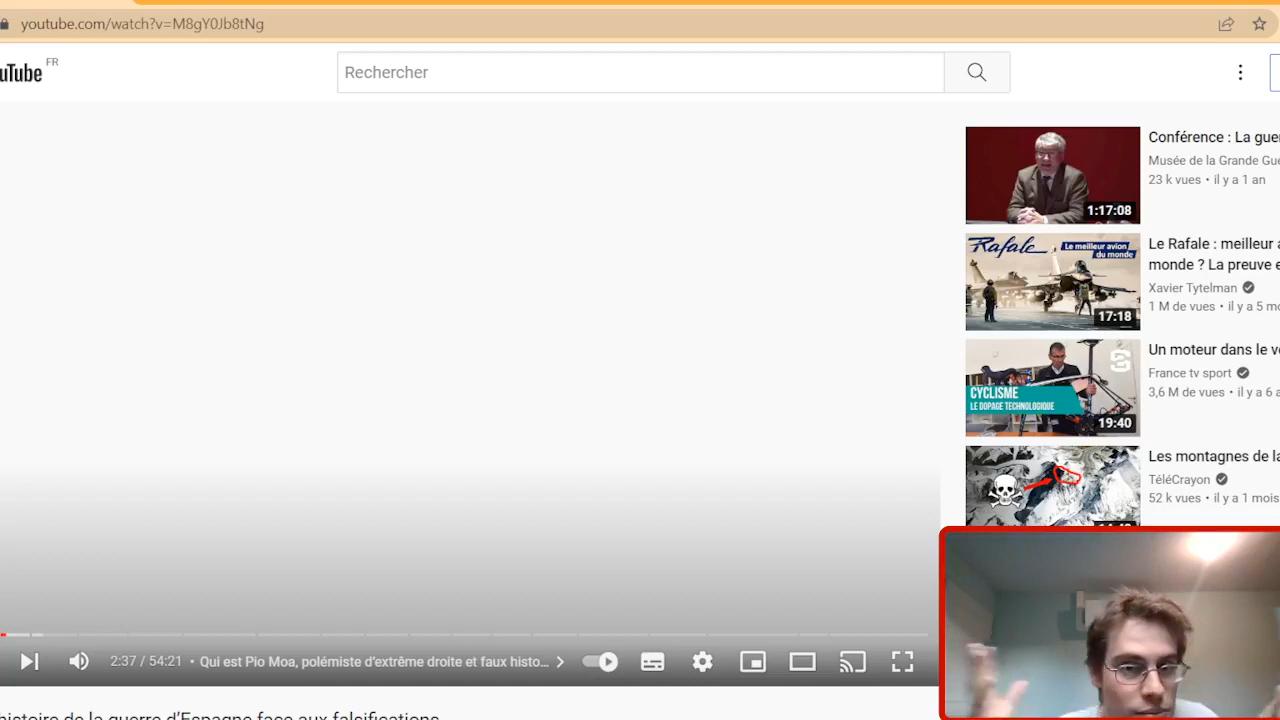 youtube.com/watch?v=M8gY0Jb8tNg
uTube FR
Rechercher
Conférence : La gue
Musée de la Grande Gue
23 k vues • il y a 1 an
1:17:08
Rafale
Le meilleur avion
du monde
17:18
Le Rafale : meilleur a
monde ? La preuve e
Xavier Tytelman
1 M de vues • il y a 5 mo
CYCLISME
LE DOPAGE TECHNOLOGIQUE
19:40
Un moteur dans le v
France tv sport
3,6 M de vues • il y a 6 a
Les montagnes de la
TéléCrayon
52 k vues • il y a 1 mois
2:37 / 54:21 • Qui est Pio Moa, polémiste d'extrême droite et faux histo...
histoire de la guerre d'Espagne face aux falsifications